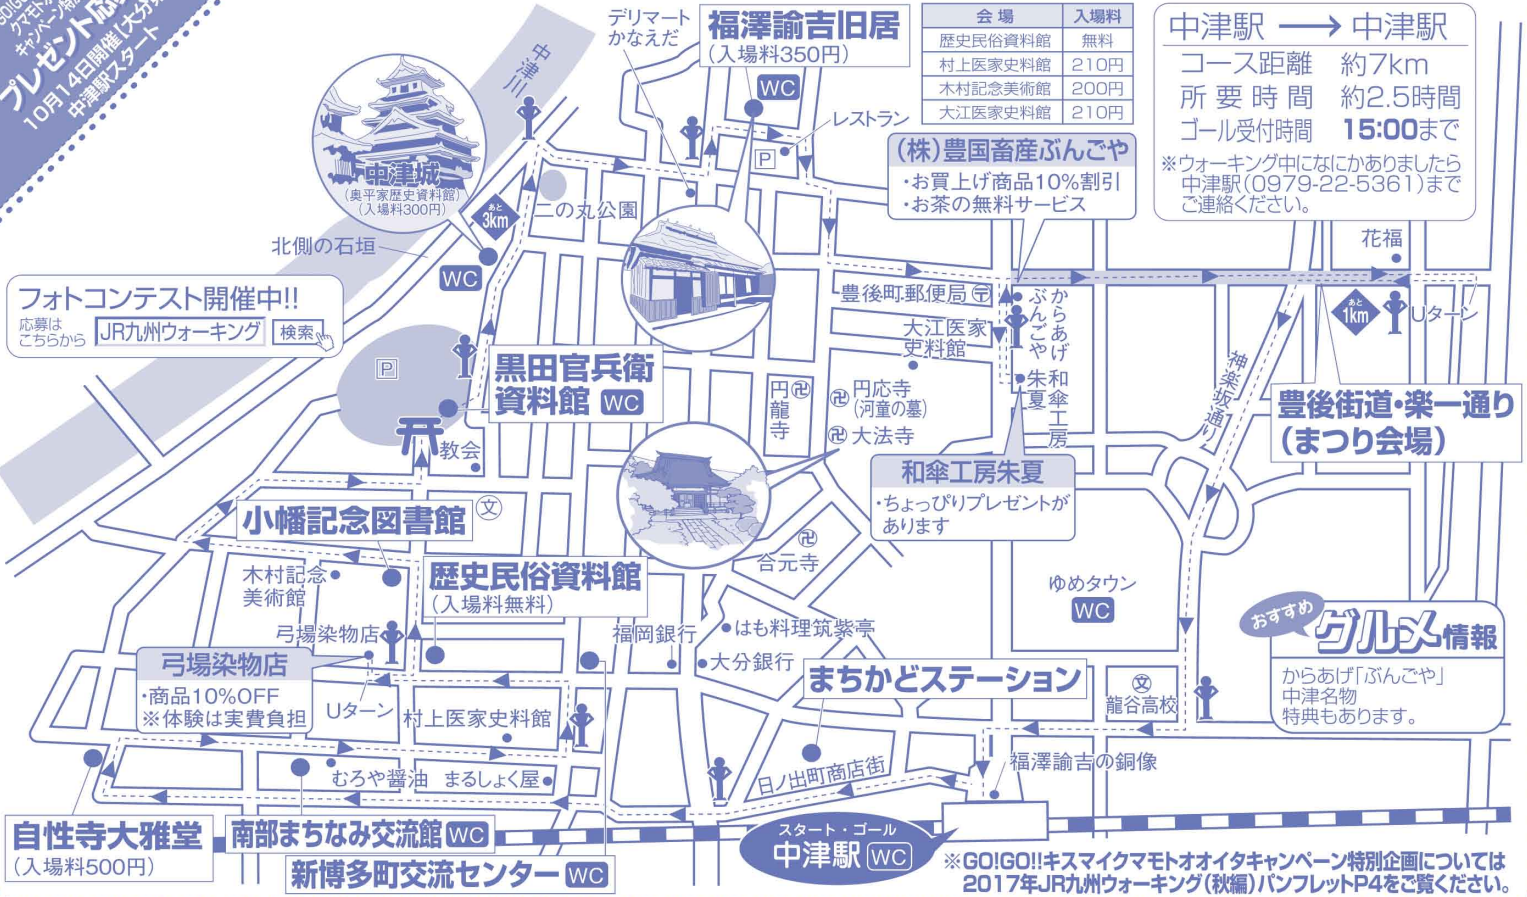 GO!GO!!
クマモトオ
キャンペーン特
プレゼント応
10月14日開催(大分
中津駅スタート
中津川
デリマート
かなえだ
福澤諭吉旧居
(入場料350円)
WC
会場 入場料
歴史民俗資料館 無料
村上医家史料館 210円
木村記念美術館 200円
大江医家史料館 210円
中津駅 → 中津駅
コース距離 約7km
所要時間 約2.5時間
ゴール受付時間 15:00まで
※ウォーキング中になにかありましたら
中津駅(0979-22-5361)まで
ご連絡ください。
レストラン
P
(株)豊国畜産ぶんごや
・お買上げ商品10%割引
・お茶の無料サービス
中津城
(奥平家歴史資料館)
(入場料300円)
あと
3km
二の丸公園
北側の石垣
WC
花福
フォトコンテスト開催中!!
応募は
こちらから
JR九州ウォーキング 検索
豊後町郵便局
からあげ
ぶんごや
大江医家
史料館
あと
1km
Uターン
神楽坂通り
P
黒田官兵衛
資料館 WC
円龍寺
円応寺
(河童の墓)
大法寺
和傘工房
朱夏
豊後街道・楽一通り
(まつり会場)
教会
和傘工房朱夏
・ちょっぴりプレゼントが
あります
小幡記念図書館
文
合元寺
木村記念
美術館
歴史民俗資料館
(入場料無料)
ゆめタウン
WC
おすすめ
グルメ情報
からあげ「ぶんごや」
中津名物
特典もあります。
弓場染物店
福岡銀行
はも料理筑紫亭
大分銀行
弓場染物店
・商品10%OFF
※体験は実費負担
Uターン
村上医家史料館
まちかどステーション
文
龍谷高校
むろや醤油
まるしょく屋
日ノ出町商店街
福澤諭吉の銅像
自性寺大雅堂
(入場料500円)
南部まちなみ交流館 WC
新博多町交流センター WC
スタート・ゴール
中津駅 WC
※GO!GO!!キスマイクマモトオオイタキャンペーン特別企画については
2017年JR九州ウォーキング(秋編)パンフレットP4をご覧ください。